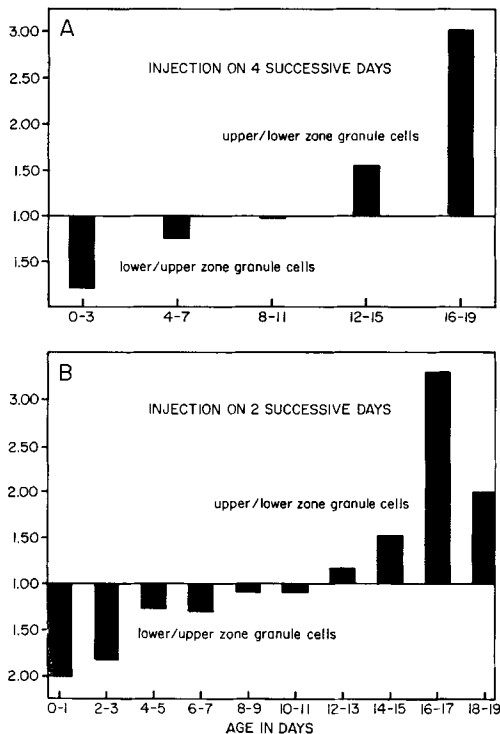 A
INJECTION ON 4 SUCCESSIVE DAYS
3.00
2.50
2.00
upper/lower zone granule cells
1.50
1.00
lower/upper zone granule cells
1.50
0-3 4-7 8-11 12-15 16-19
B
INJECTION ON 2 SUCCESSIVE DAYS
3.00
2.50
2.00
upper/lower zone granule cells
1.50
1.00
1.50
lower/upper zone granule cells
2.00
0-1 2-3 4-5 6-7 8-9 10-11 12-13 14-15 16-17 18-19
AGE IN DAYS